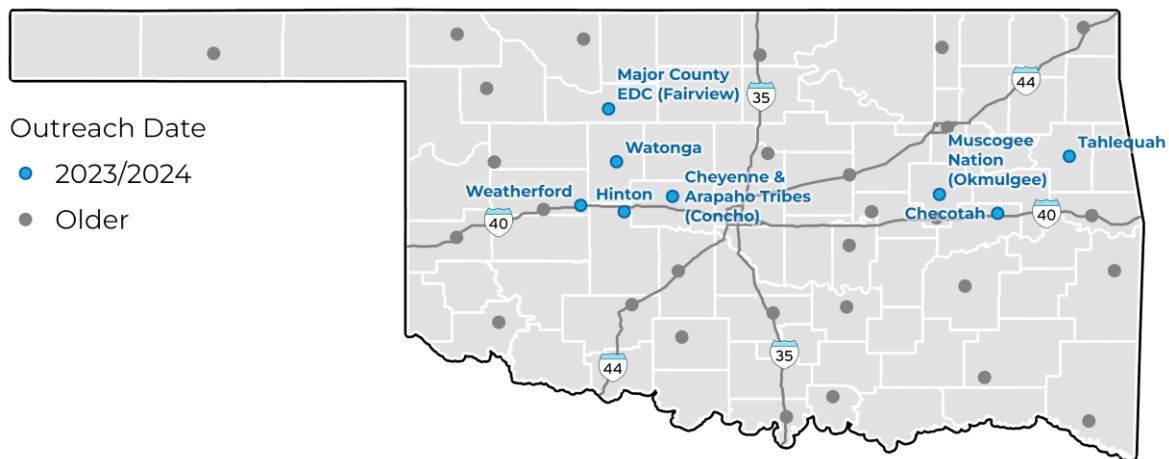 Major County
EDC (Fairview)
35
44
Outreach Date
2023/2024
Older
Watonga
Muscogee
Nation
(Okmulgee)
Tahlequah
Weatherford
Hinton
Cheyenne &
Arapaho Tribes
(Concho)
Checotah
40
40
44
35